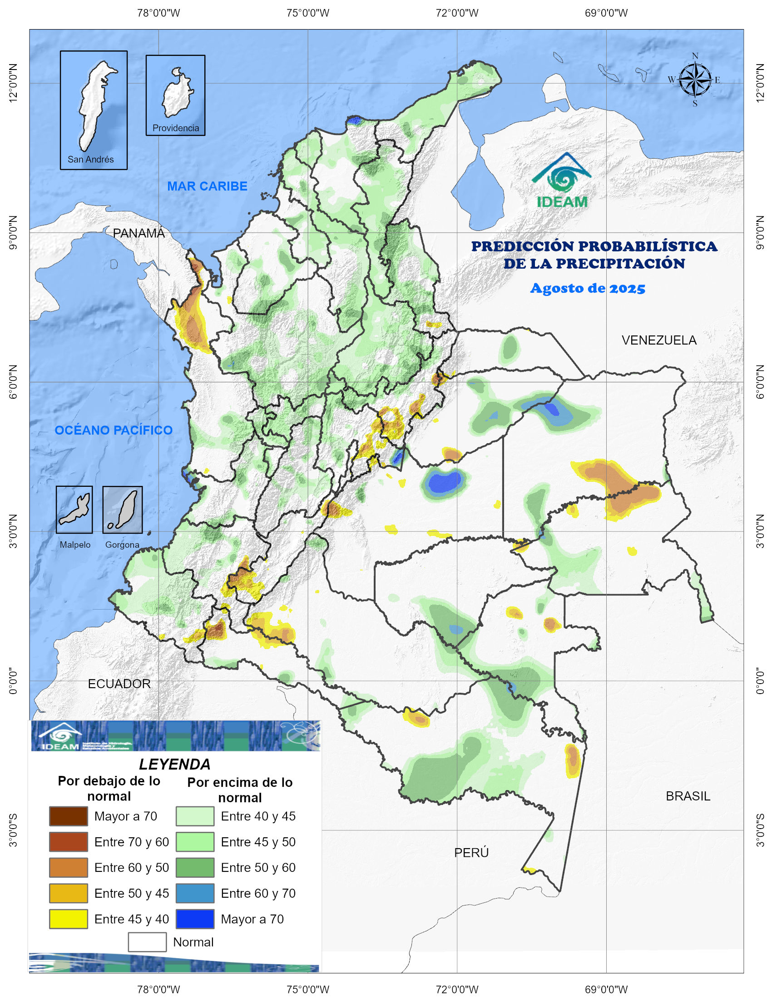 78°0'0"W
75°0'0"W
72°0'0"W
69°0'0"W
12°0'0"N
12°0'0"N
N
W
E
S
Providencia
San Andrés
MAR CARIBE
IDEAM
9°0'0"N
9°0'0"N
PANAMÁ
PREDICCIÓN PROBABILÍSTICA
DE LA PRECIPITACIÓN
Agosto de 2025
VENEZUELA
6°0'0"N
6°0'0"N
OCÉANO PACÍFICO
3°0'0"N
3°0'0"N
Malpelo
Gorgona
ECUADOR
0°0'0"
0°0'0"
IDEAM
Instituto de Hidrología,
Meteorología y
Estudios Ambientales
LEYENDA
Por debajo de lo
normal
Por encima de lo
normal
Mayor a 70
Entre 40 y 45
Entre 70 y 60
Entre 45 y 50
Entre 60 y 50
Entre 50 y 60
Entre 50 y 45
Entre 60 y 70
Entre 45 y 40
Mayor a 70
Normal
BRASIL
PERÚ
3°0'0"S
3°0'0"S
78°0'0"W
75°0'0"W
72°0'0"W
69°0'0"W